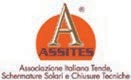 A
ASSITES
Associazione Italiana Tende,
Schermature Solari e Chiusure Tecniche